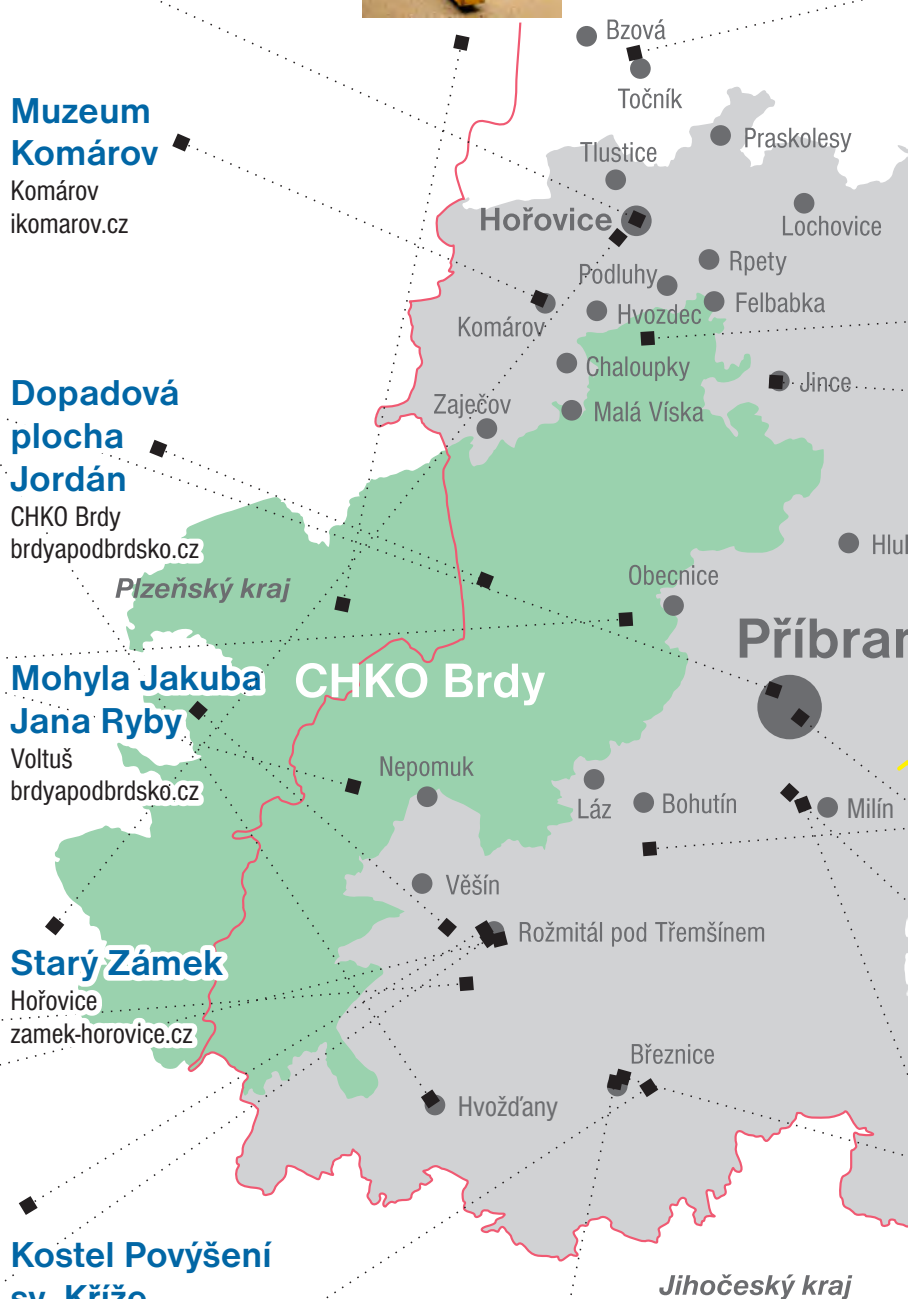 Bzová
Točník
Muzeum
Komárov
Komárov
ikomarov.cz
Praskolesy
Tlustice
Hořovice
Lochovice
Rpety
Podluhy
Felbabka
Hvozdec
Komárov
Chaloupky
Jince
Zaječov
Malá Víska
Dopadová
plocha
Jordán
CHKO Brdy
brdyapodbrdsko.cz
Obecnice
Plzeňský kraj
CHKO Brdy
Mohyla Jakuba
Jana Ryby
Voltuš
brdyapodbrdsko.cz
Nepomuk
Láz
Bohutín
Milín
Věšín
Rožmitál pod Třemšínem
Starý Zámek
Hořovice
zamek-horovice.cz
Březnice
Hvožďany
Kostel Povýšení
sv. Kříže
Jihočeský kraj